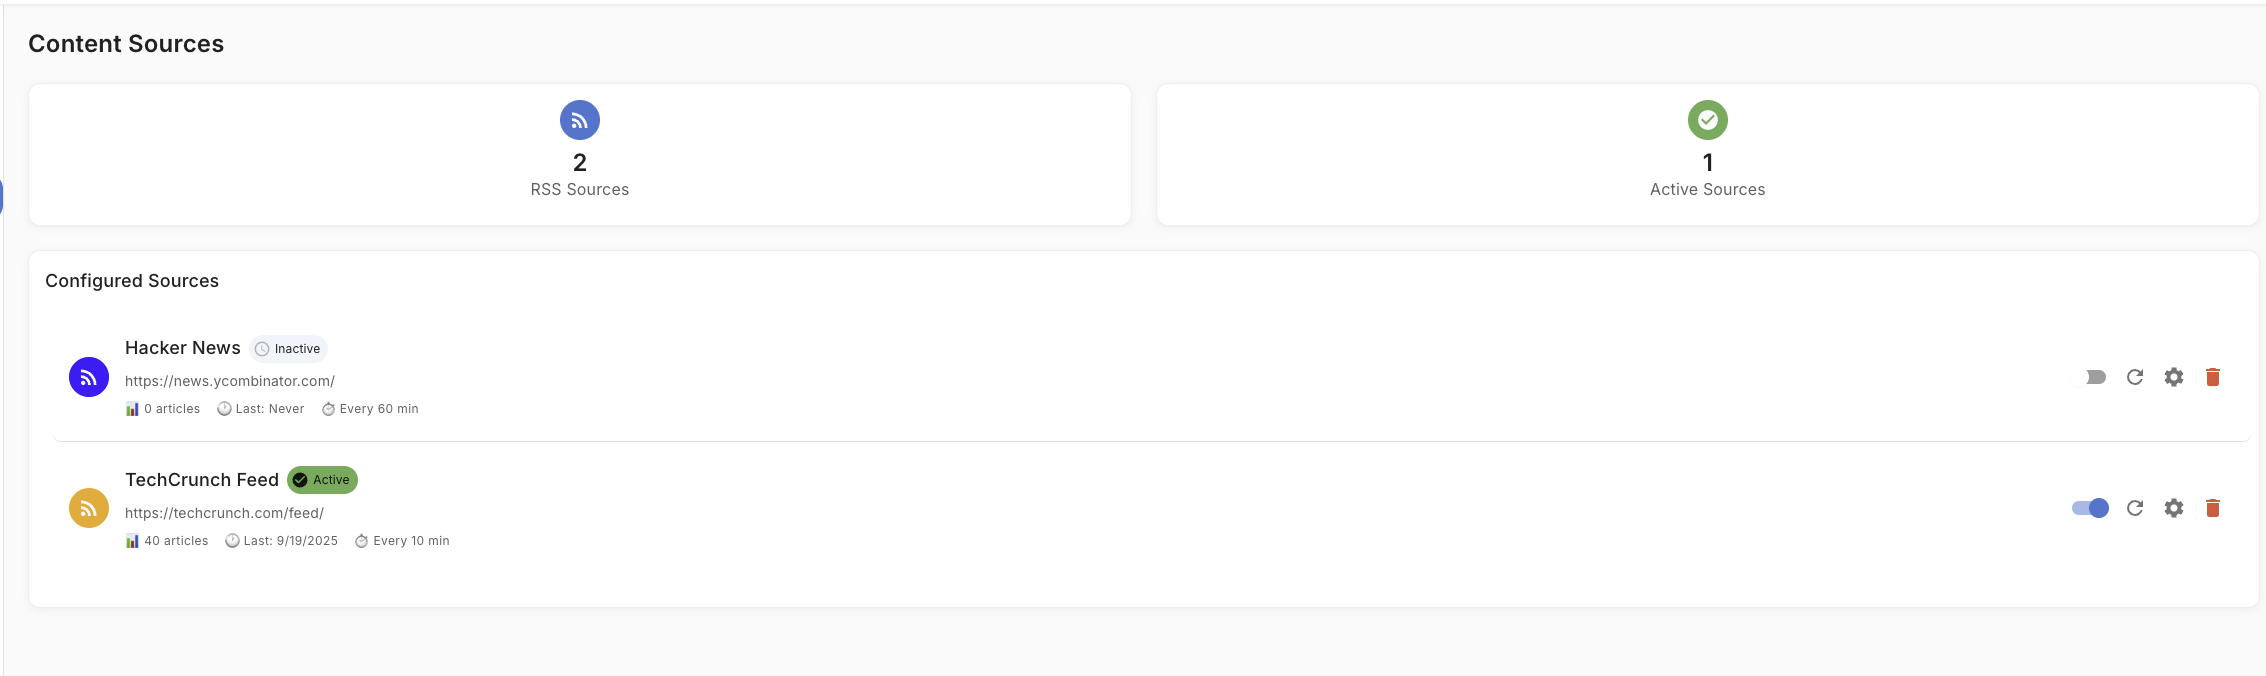 Content Sources
2
RSS Sources
1
Active Sources
Configured Sources
Hacker News Inactive
https://news.ycombinator.com/
0 articles Last: Never Every 60 min
TechCrunch Feed Active
https://techcrunch.com/feed/
40 articles Last: 9/19/2025 Every 10 min